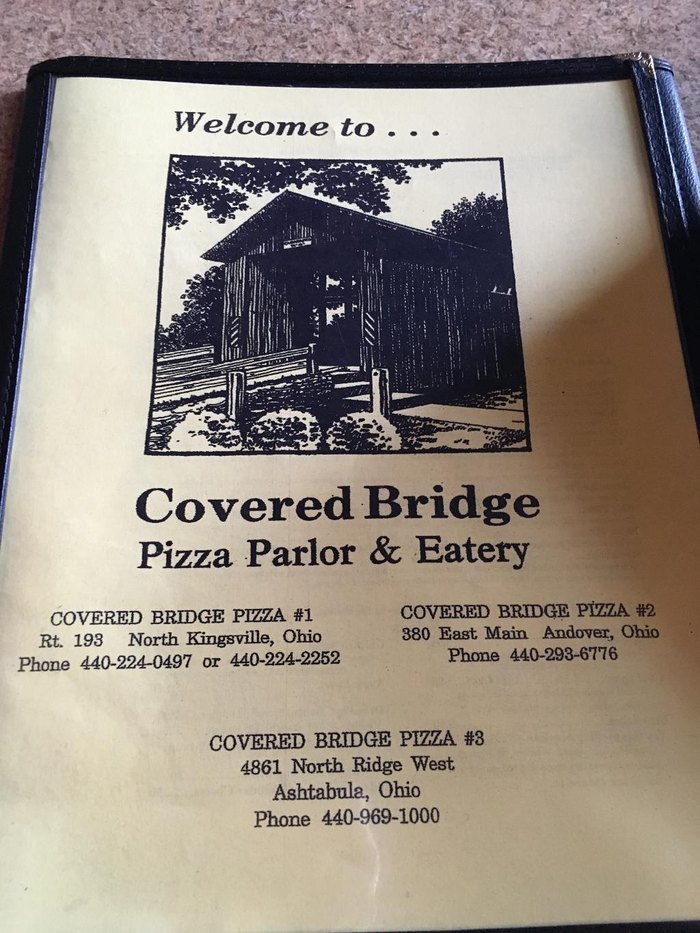 Welcome to . . .
Covered Bridge
Pizza Parlor & Eatery
COVERED BRIDGE PIZZA #1
Rt. 193 North Kingsville, Ohio
Phone 440-224-0497 or 440-224-2252
COVERED BRIDGE PIZZA #2
380 East Main Andover, Ohio
Phone 440-293-6776
COVERED BRIDGE PIZZA #3
4861 North Ridge West
Ashtabula, Ohio
Phone 440-969-1000